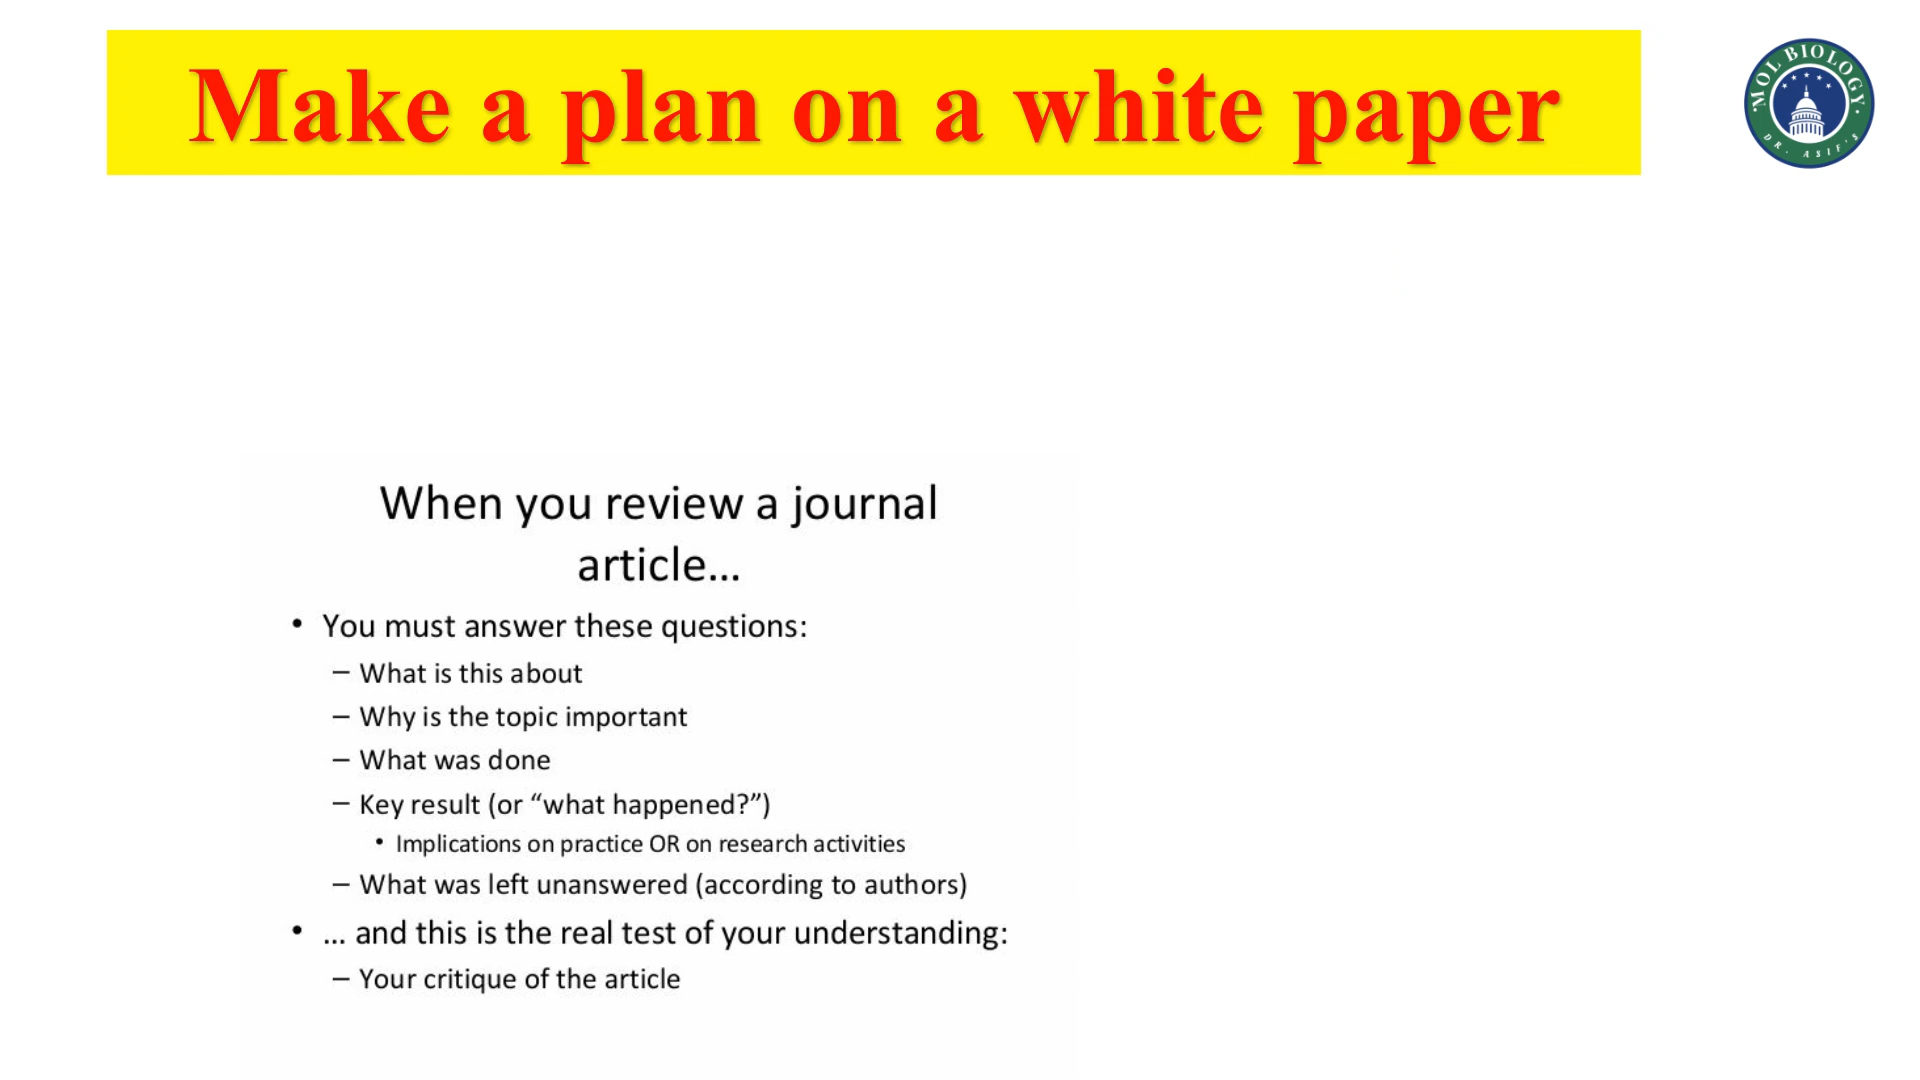 Make a plan on a white paper
MOL BIOLOGY
DR. ASIF'S
When you review a journal
article...
• You must answer these questions:
– What is this about
– Why is the topic important
– What was done
– Key result (or “what happened?”)
• Implications on practice OR on research activities
– What was left unanswered (according to authors)
• ... and this is the real test of your understanding:
– Your critique of the article